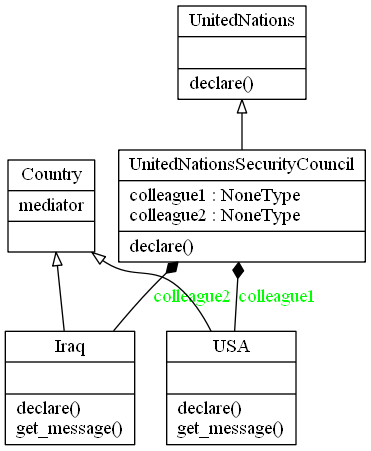 UnitedNations
declare()
UnitedNationsSecurityCouncil
colleague1 : NoneType
colleague2 : NoneType
declare()
Country
mediator
colleague2
colleague1
Iraq
declare()
get_message()
USA
declare()
get_message()